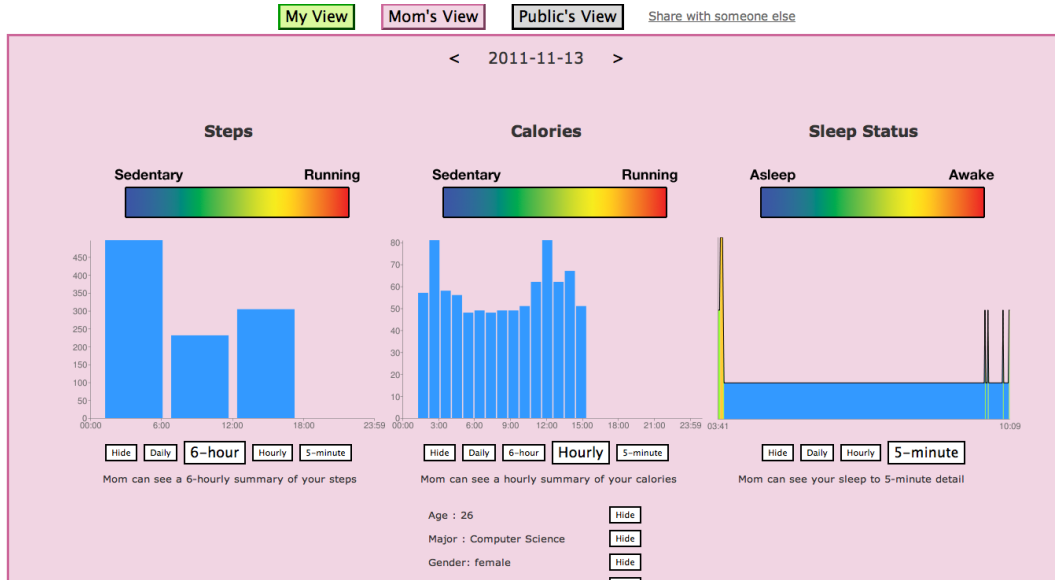 My View Mom's View Public's View Share with someone else
< 2011-11-13 >
Steps Calories Sleep Status
Sedentary Running Sedentary Running Asleep Awake
450
400
350
300
250
200
150
100
50
0
00:00 6:00 12:00 18:00 23:59
80
70
60
50
40
30
20
10
0
00:00 3:00 6:00 9:00 12:00 15:00 18:00 21:00 23:59
03:41 10:09
Hide Daily 6-hour Hourly 5-minute
Mom can see a 6-hourly summary of your steps
Hide Daily 6-hour Hourly 5-minute
Mom can see a hourly summary of your calories
Hide Daily Hourly 5-minute
Mom can see your sleep to 5-minute detail
Age : 26 Hide
Major : Computer Science Hide
Gender: female Hide